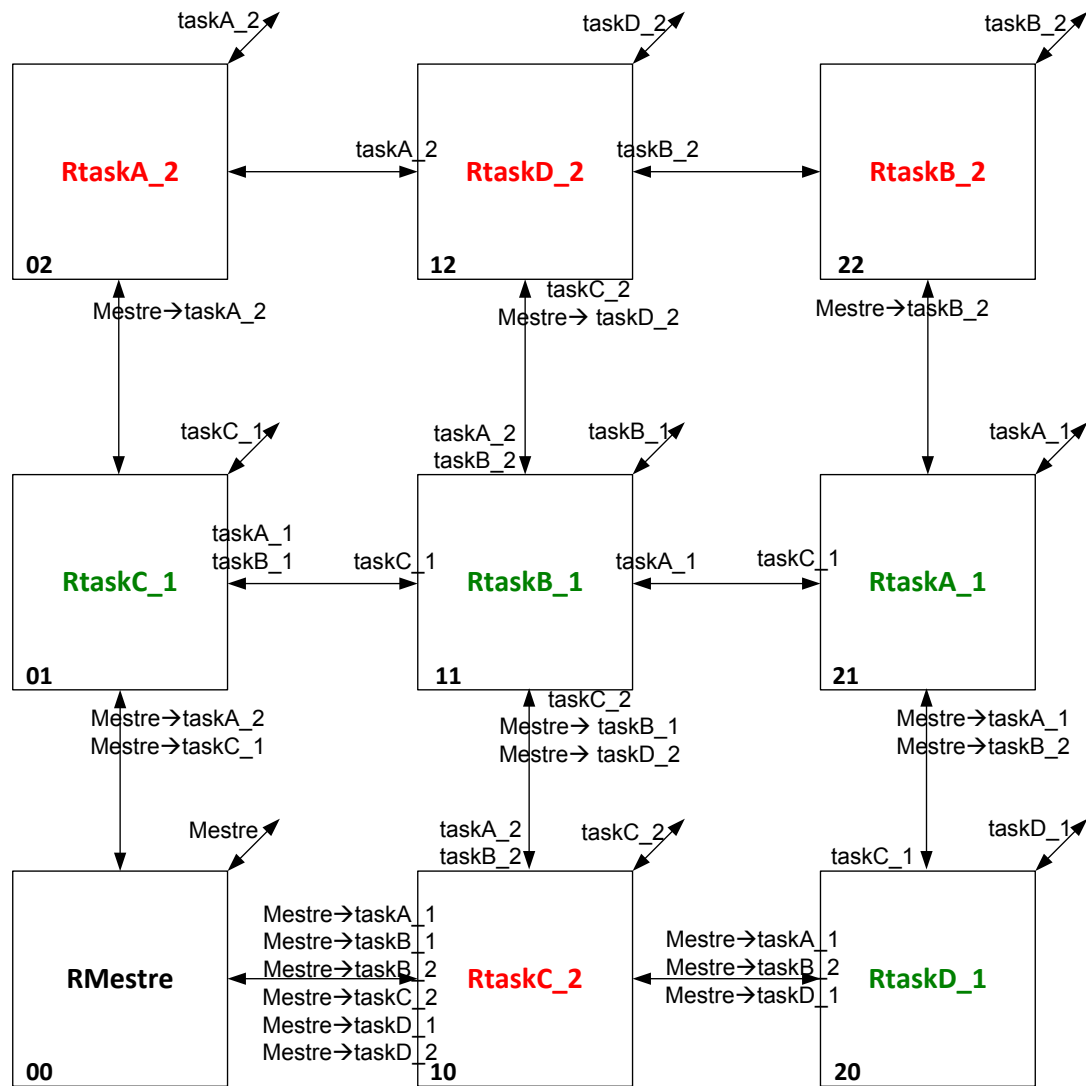 taskA_2
taskD_2
taskB_2
taskA_2
taskB_2
RtaskA_2
RtaskD_2
RtaskB_2
02
12
22
Mestre→taskA_2
taskC_2
Mestre→ taskD_2
Mestre→taskB_2
taskC_1
taskA_2
taskB_2
taskB_1
taskA_1
taskA_1
taskB_1
taskC_1
taskA_1
taskC_1
RtaskC_1
RtaskB_1
RtaskA_1
01
11
21
Mestre→taskA_2
Mestre→taskC_1
taskC_2
Mestre→ taskB_1
Mestre→ taskD_2
Mestre→taskA_1
Mestre→taskB_2
Mestre
taskA_2
taskB_2
taskC_2
taskD_1
taskC_1
Mestre→taskA_1
Mestre→taskB_1
Mestre→taskB_2
Mestre→taskC_2
Mestre→taskD_1
Mestre→taskD_2
Mestre→taskA_1
Mestre→taskB_2
Mestre→taskD_1
RMestre
RtaskC_2
RtaskD_1
00
10
20